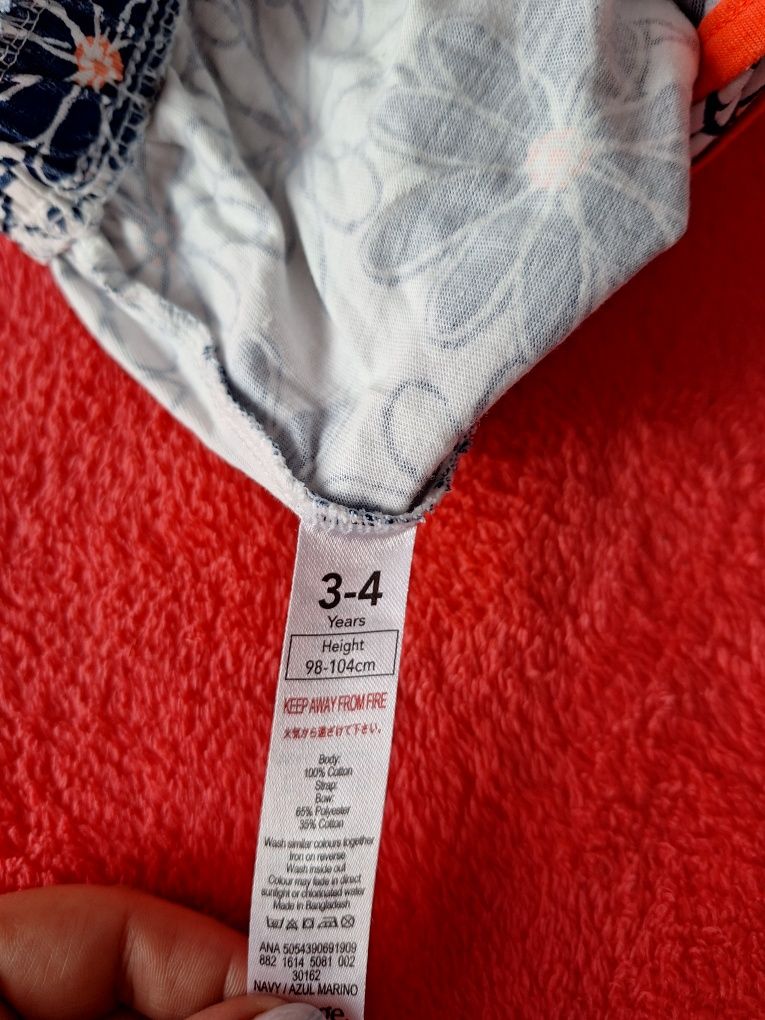 3-4
Years
Height
98-104cm
KEEP AWAY FROM FIRE
火気から遠ざけて下さい。
Body:
100% Cotton
Strap:
Bow:
65% Polyester
35% Cotton
Wash similar colours together
Iron on reverse
Wash inside out
Colour may fade in direct
sunlight or chlorinated water
Made in Bangladesh
ANA 5054390691909
882 1614 5081 002
30162
NAVY / AZUL MARINO